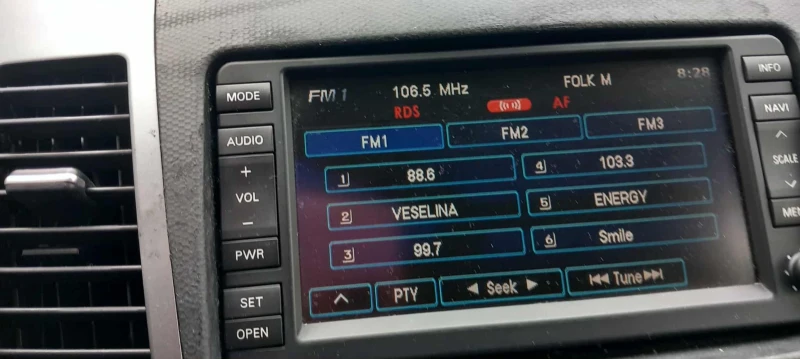 MODE
AUDIO
+
VOL
−
PWR
SET
OPEN
FM1 106.5 MHz FOLK M 8:28
RDS AF
FM1 FM2 FM3
1 88.6 4 103.3
2 VESELINA 5 ENERGY
3 99.7 6 Smile
PTY ◀ Seek ▶ |◀◀ Tune ▶▶|
INFO
NAVI
SCALE